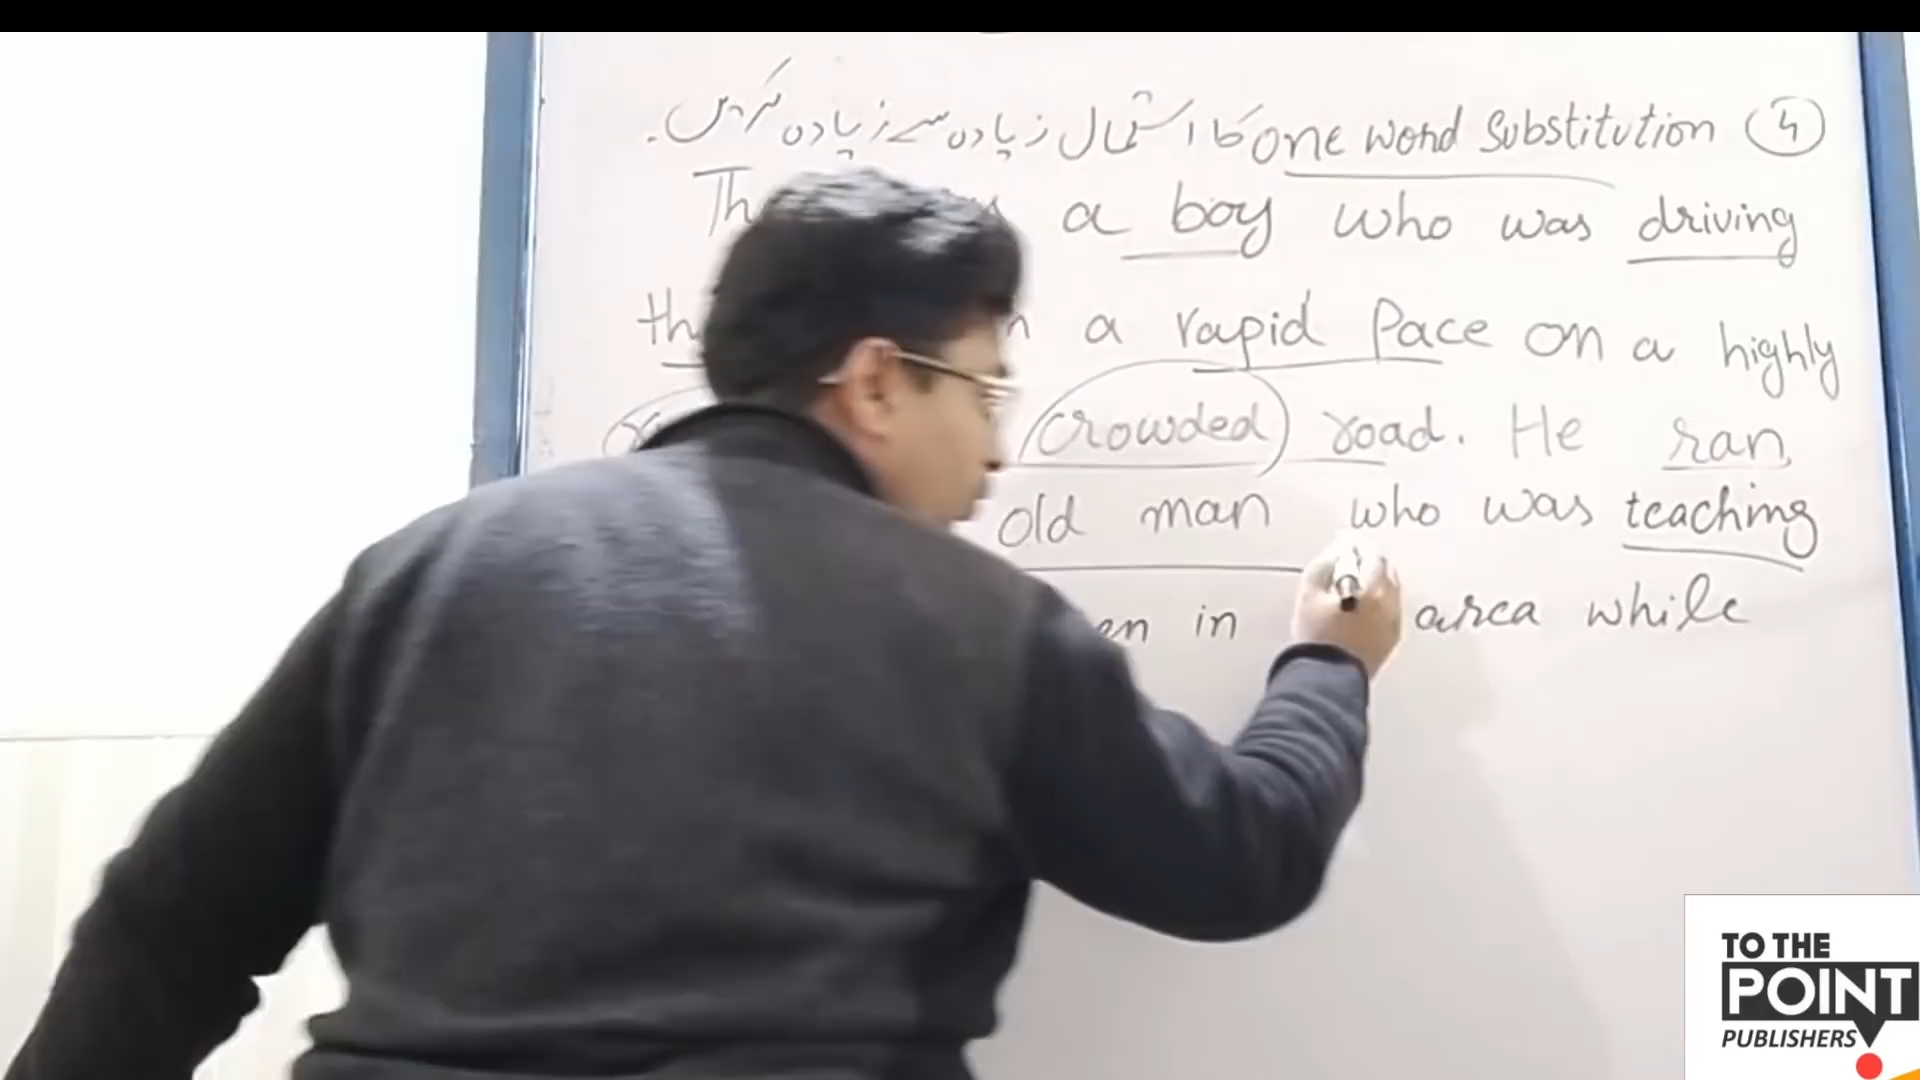 ④ one word substitution کا استعمال زیادہ سے زیادہ کریں۔
a boy who was driving
a rapid pace on a highly
crowded road. He ran
old man who was teaching
in area while
TO THE
POINT
PUBLISHERS